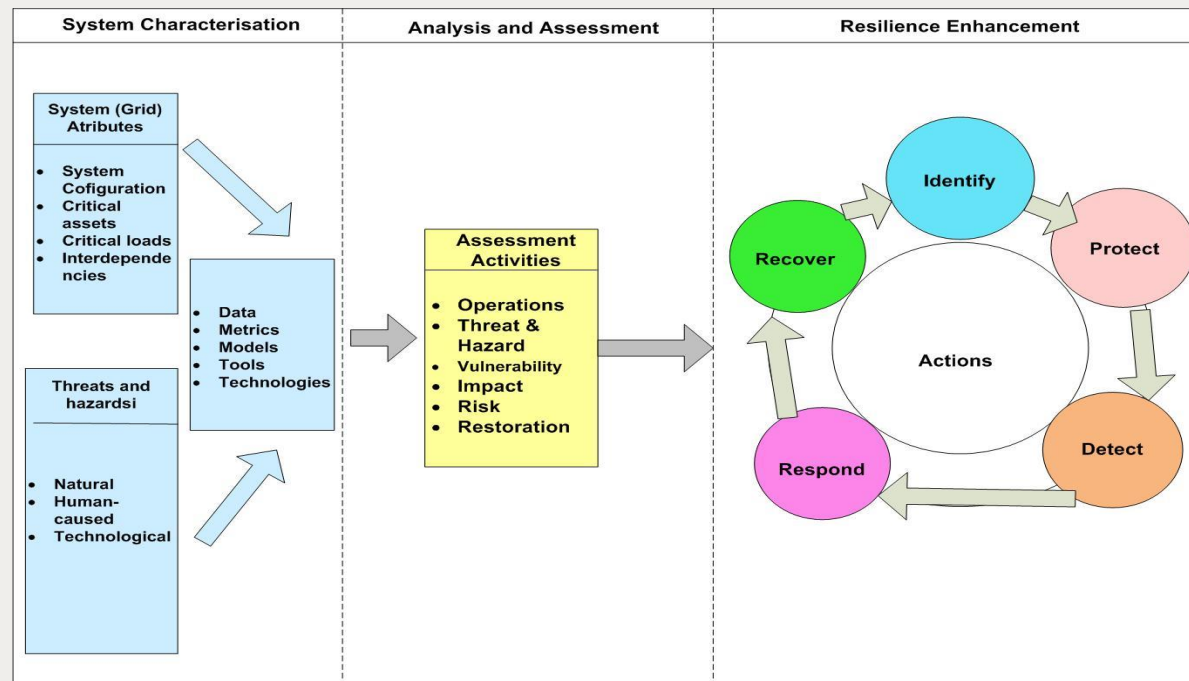 System Characterisation
Analysis and Assessment
Resilience Enhancement
System (Grid)
Atributes
• System
Cofiguration
• Critical
assets
• Critical loads
• Interdepende
ncies
Threats and
hazardsi
• Natural
• Human-
caused
• Technological
• Data
• Metrics
• Models
• Tools
• Technologies
Assessment
Activities
• Operations
• Threat &
Hazard
• Vulnerability
• Impact
• Risk
• Restoration
Identify
Protect
Detect
Respond
Recover
Actions